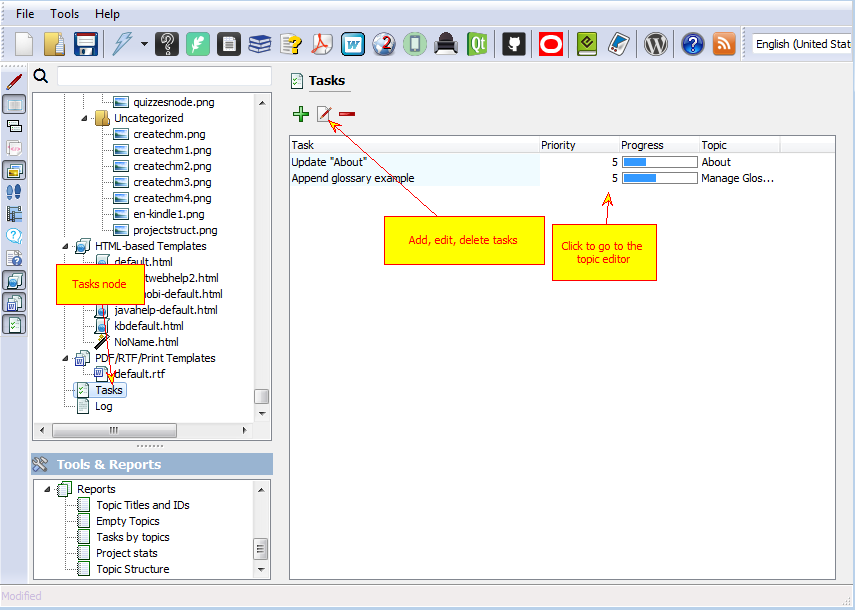 File Tools Help
English (United Stat
quizzesnode.png
Uncategorized
createchm.png
createchm1.png
createchm2.png
createchm3.png
createchm4.png
en-kindle1.png
projectstruct.png
HTML-based Templates
default.html
twebhelp2.html
obi-default.html
javahelp-default.html
kbdefault.html
NoName.html
PDF/RTF/Print Templates
default.rtf
Tasks
Log
Tasks node
Tools & Reports
Reports
Topic Titles and IDs
Empty Topics
Tasks by topics
Project stats
Topic Structure
Tasks
Task Priority Progress Topic
Update "About" 5 About
Append glossary example 5 Manage Glos...
Add, edit, delete tasks
Click to go to the
topic editor
Modified